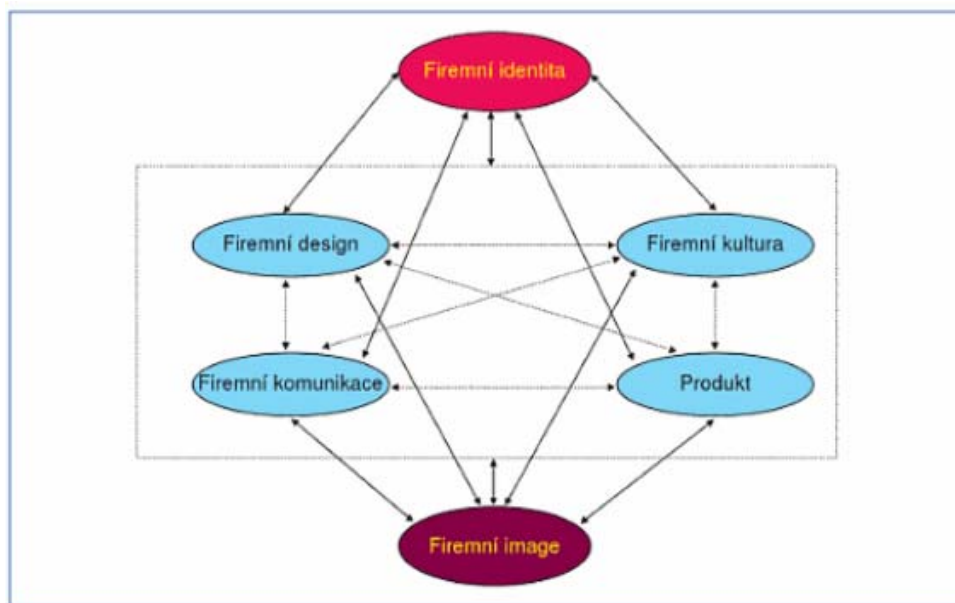 Firemní identita
Firemní design
Firemní kultura
Firemní komunikace
Produkt
Firemní image